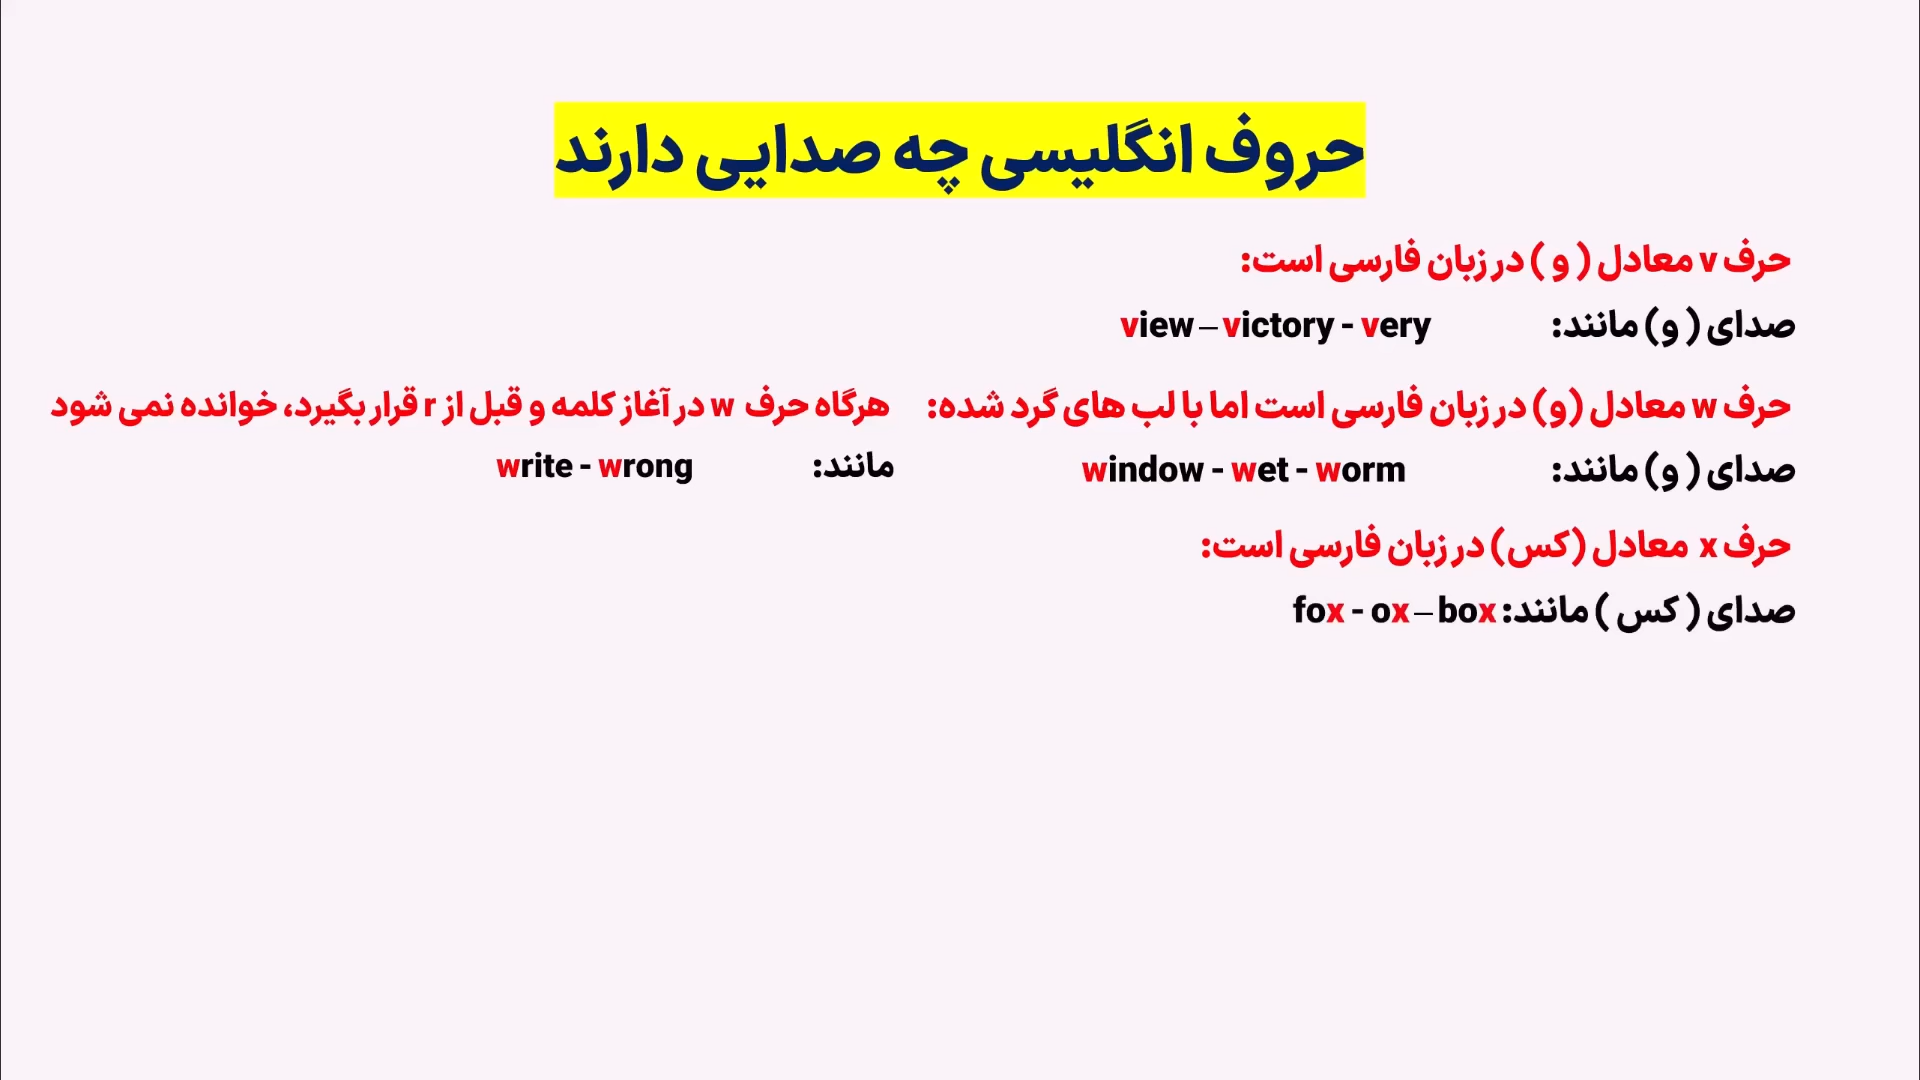 حروف انگلیسی چه صدایی دارند
حرف v معادل ( و ) در زبان فارسی است:
صدای ( و) مانند: view – victory - very
حرف w معادل (و) در زبان فارسی است اما با لب های گرد شده:
صدای ( و) مانند: window - wet - worm
هرگاه حرف w در آغاز کلمه و قبل از r قرار بگیرد، خوانده نمی شود
مانند: write - wrong
حرف x معادل (کس) در زبان فارسی است:
صدای ( کس ) مانند: fox - ox – box